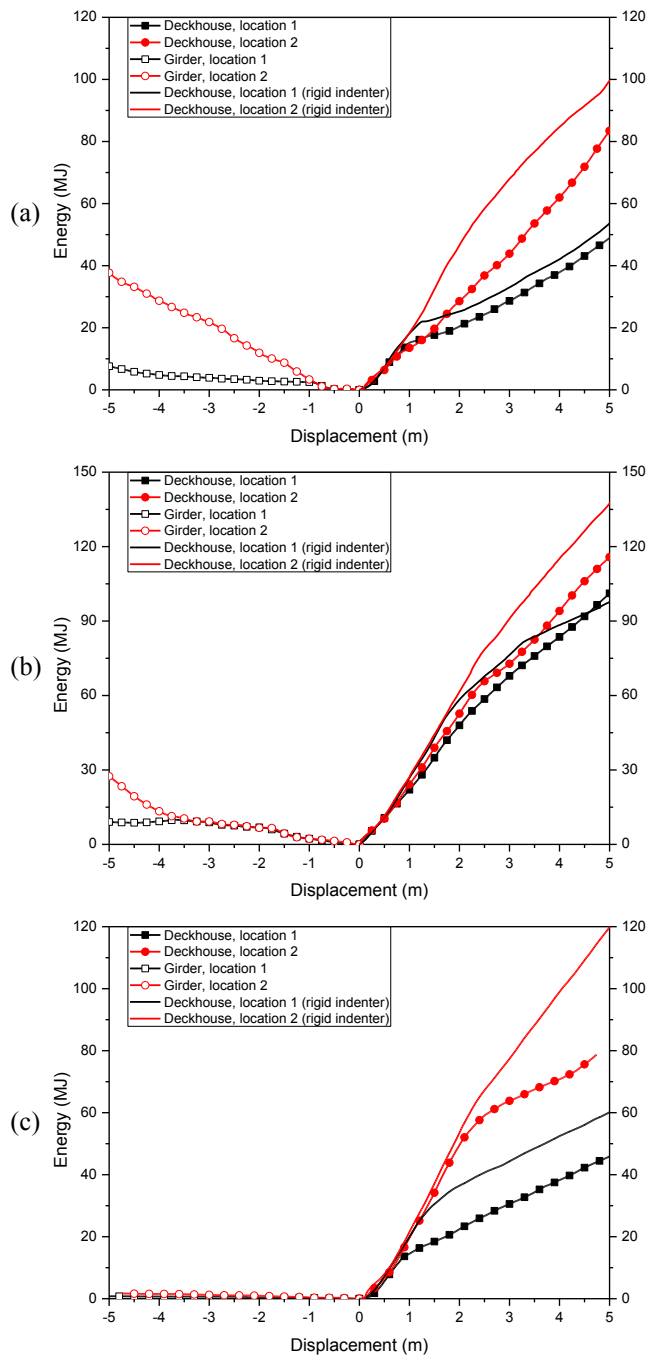 (a)
Energy (MJ)
120
100
80
60
40
20
0
Deckhouse, location 1
Deckhouse, location 2
Girder, location 1
Girder, location 2
Deckhouse, location 1 (rigid indenter)
Deckhouse, location 2 (rigid indenter)
120
100
80
60
40
20
0
-5 -4 -3 -2 -1 0 1 2 3 4 5
Displacement (m)
(b)
Energy (MJ)
150
120
90
60
30
0
Deckhouse, location 1
Deckhouse, location 2
Girder, location 1
Girder, location 2
Deckhouse, location 1 (rigid indenter)
Deckhouse, location 2 (rigid indenter)
150
120
90
60
30
0
-5 -4 -3 -2 -1 0 1 2 3 4 5
Displacement (m)
(c)
Energy (MJ)
120
100
80
60
40
20
0
Deckhouse, location 1
Deckhouse, location 2
Girder, location 1
Girder, location 2
Deckhouse, location 1 (rigid indenter)
Deckhouse, location 2 (rigid indenter)
120
100
80
60
40
20
0
-5 -4 -3 -2 -1 0 1 2 3 4 5
Displacement (m)